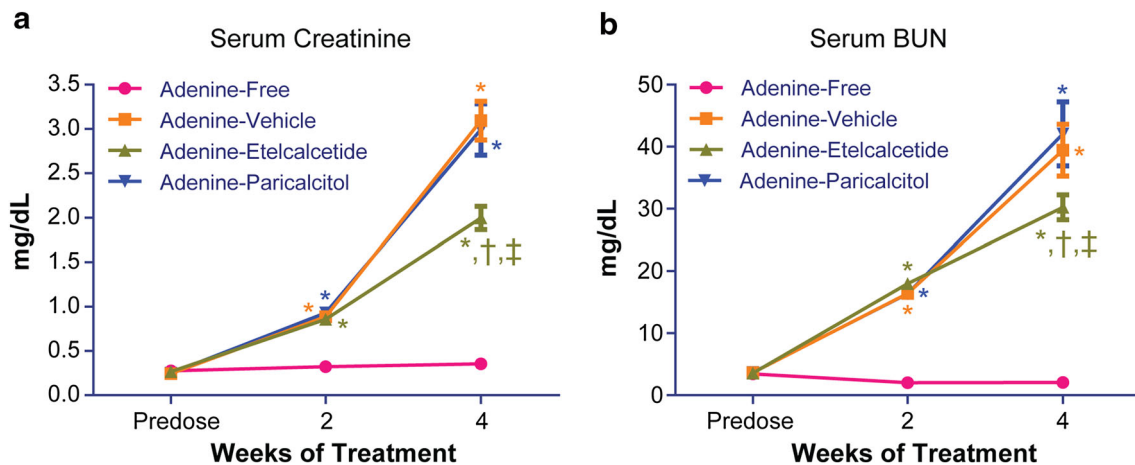 a
Serum Creatinine
mg/dL
3.5
3.0
2.5
2.0
1.5
1.0
0.5
0.0
Adenine-Free
Adenine-Vehicle
Adenine-Etelcalcetide
Adenine-Paricalcitol
*
*
*,†,‡
*
*
*
Predose
2
4
Weeks of Treatment
b
Serum BUN
mg/dL
50
40
30
20
10
0
Adenine-Free
Adenine-Vehicle
Adenine-Etelcalcetide
Adenine-Paricalcitol
*
*
*,†,‡
*
*
*
Predose
2
4
Weeks of Treatment